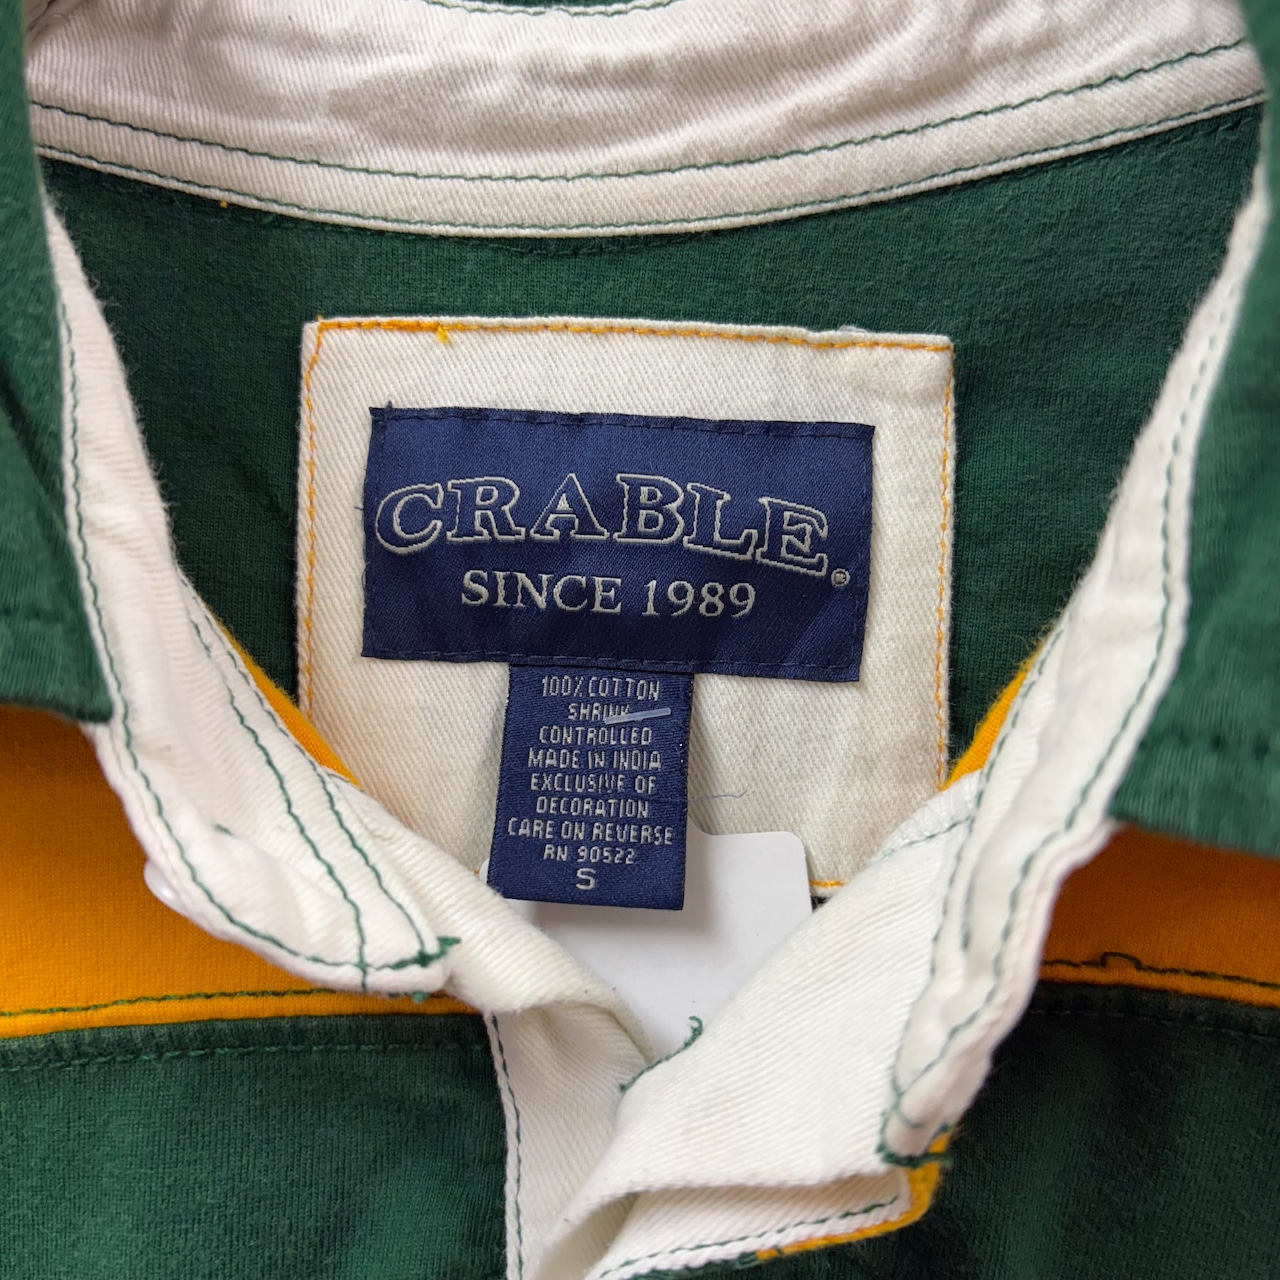 CRABLE®
SINCE 1989
100% COTTON
SHRINK
CONTROLLED
MADE IN INDIA
EXCLUSIVE OF
DECORATION
CARE ON REVERSE
RN 90522
S